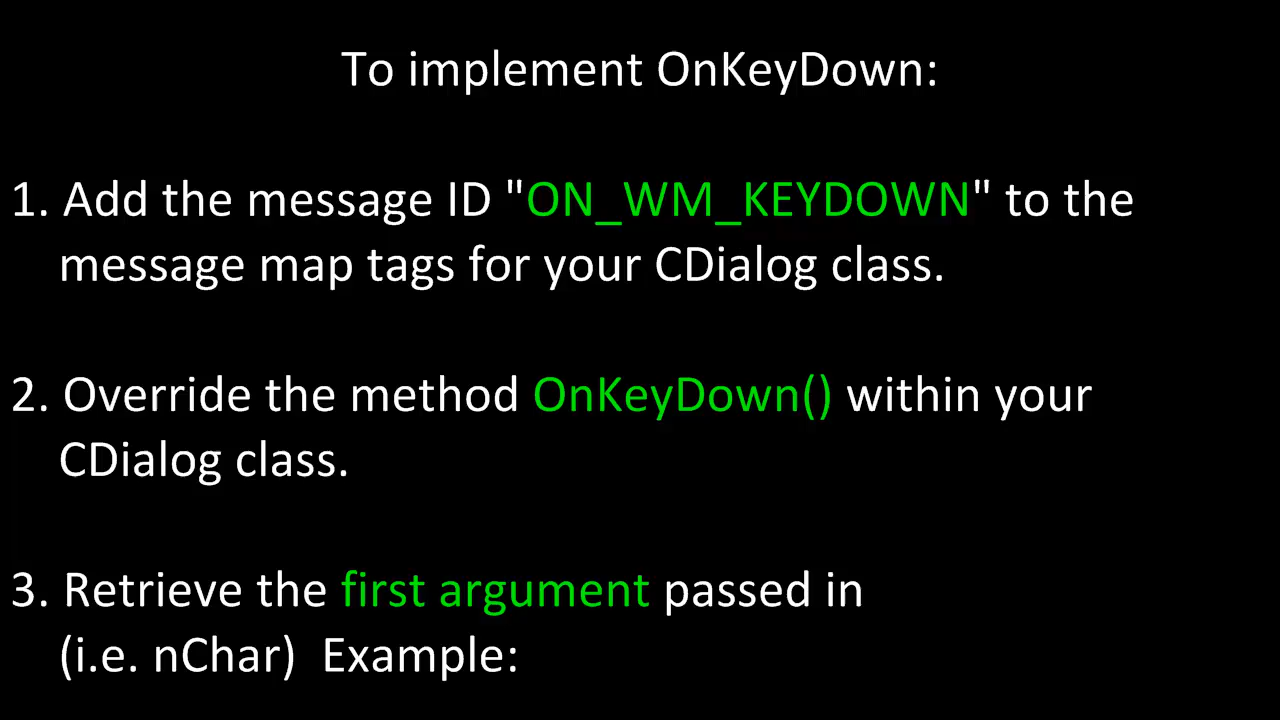 To implement OnKeyDown:
1. Add the message ID "ON_WM_KEYDOWN" to the
message map tags for your CDialog class.
2. Override the method OnKeyDown() within your
CDialog class.
3. Retrieve the first argument passed in
(i.e. nChar) Example: